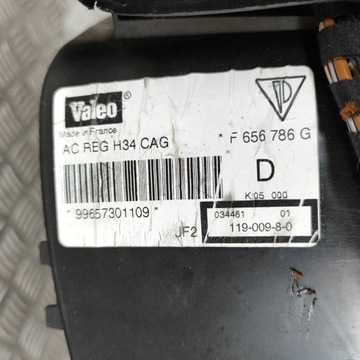 Valeo
Made in France
AC REG H34 CAG
* F 656 786 G
D
K:05 000
* 99657301109 *
JF2
034461 01
119-009-8-0